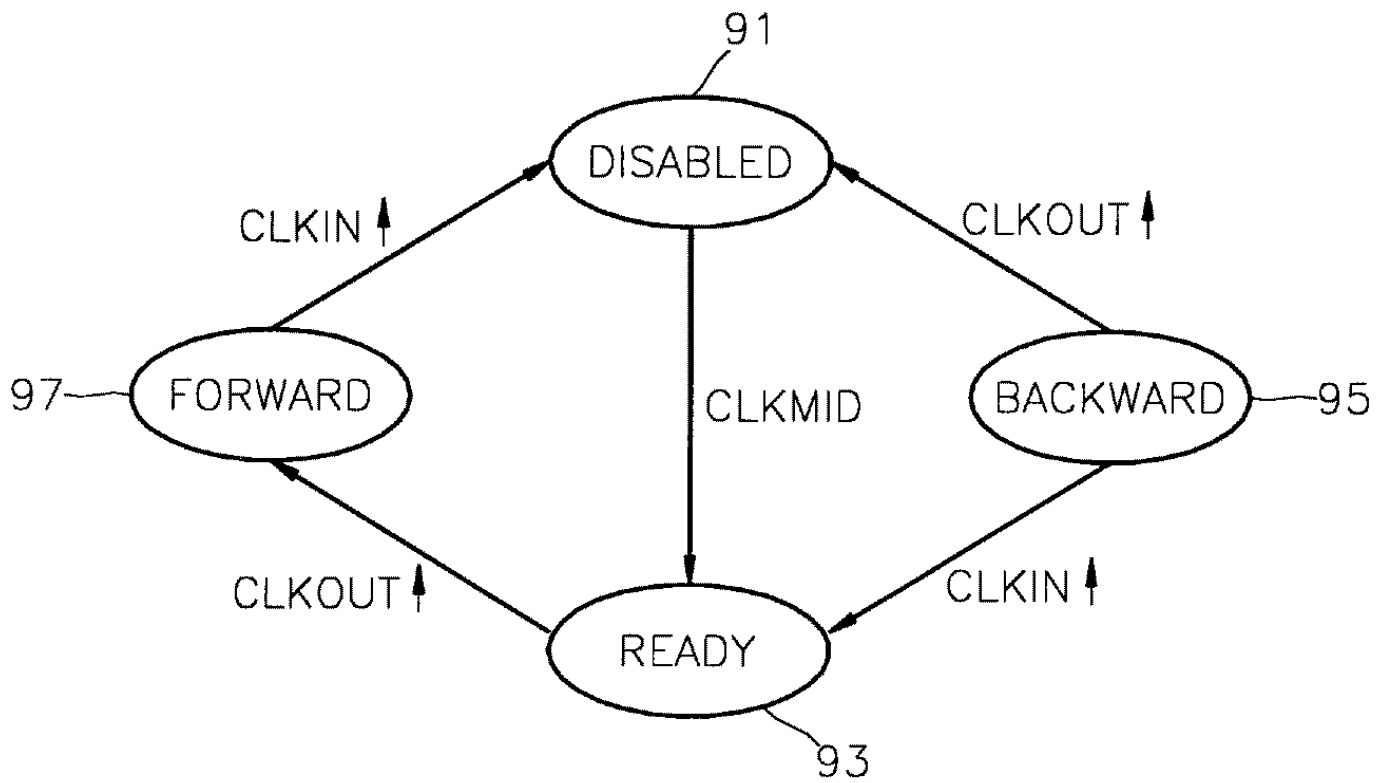 91
DISABLED
CLKIN ↑
CLKOUT ↑
97
FORWARD
CLKMID
BACKWARD
95
CLKOUT ↑
CLKIN ↑
READY
93